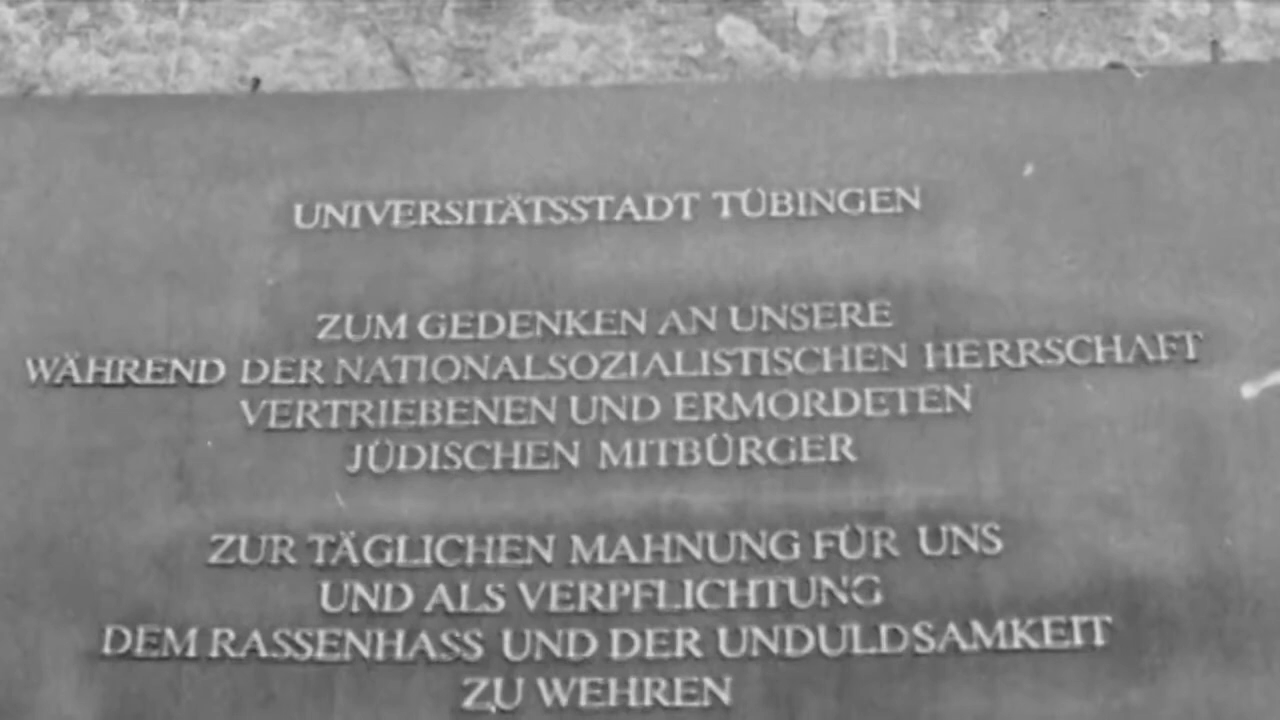 UNIVERSITÄTSSTADT TÜBINGEN
ZUM GEDENKEN AN UNSERE
WÄHREND DER NATIONALSOZIALISTISCHEN HERRSCHAFT
VERTRIEBENEN UND ERMORDETEN
JÜDISCHEN MITBÜRGER
ZUR TÄGLICHEN MAHNUNG FÜR UNS
UND ALS VERPFLICHTUNG
DEM RASSENHASS UND DER UNDULDSAMKEIT
ZU WEHREN